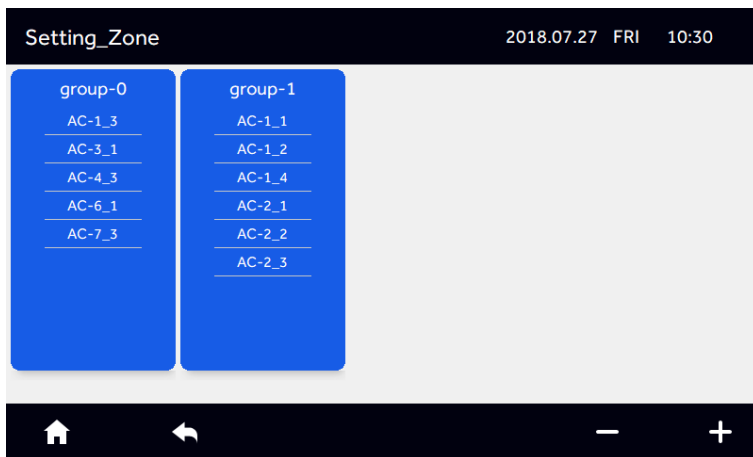 Setting_Zone 2018.07.27 FRI 10:30
group-0
AC-1_3
AC-3_1
AC-4_3
AC-6_1
AC-7_3
group-1
AC-1_1
AC-1_2
AC-1_4
AC-2_1
AC-2_2
AC-2_3